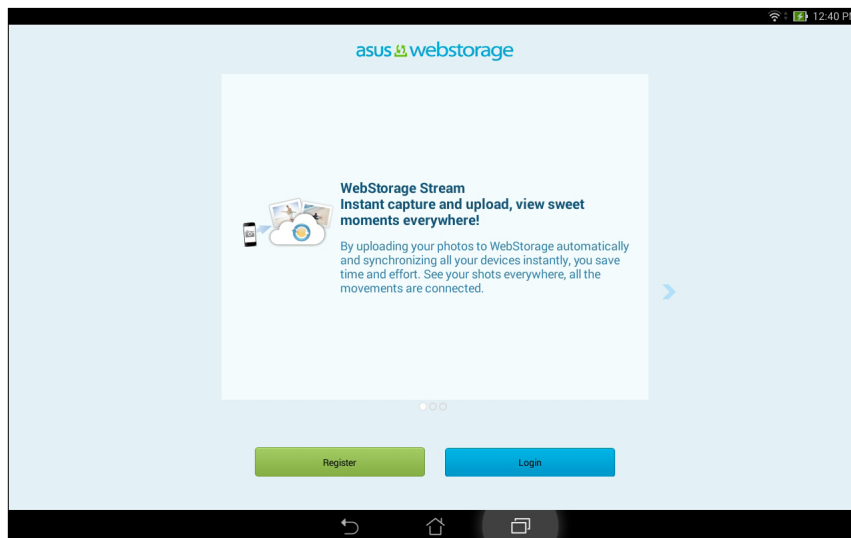 12:40 PM
asus webstorage
WebStorage Stream
Instant capture and upload, view sweet
moments everywhere!
By uploading your photos to WebStorage automatically
and synchronizing all your devices instantly, you save
time and effort. See your shots everywhere, all the
movements are connected.
Register
Login